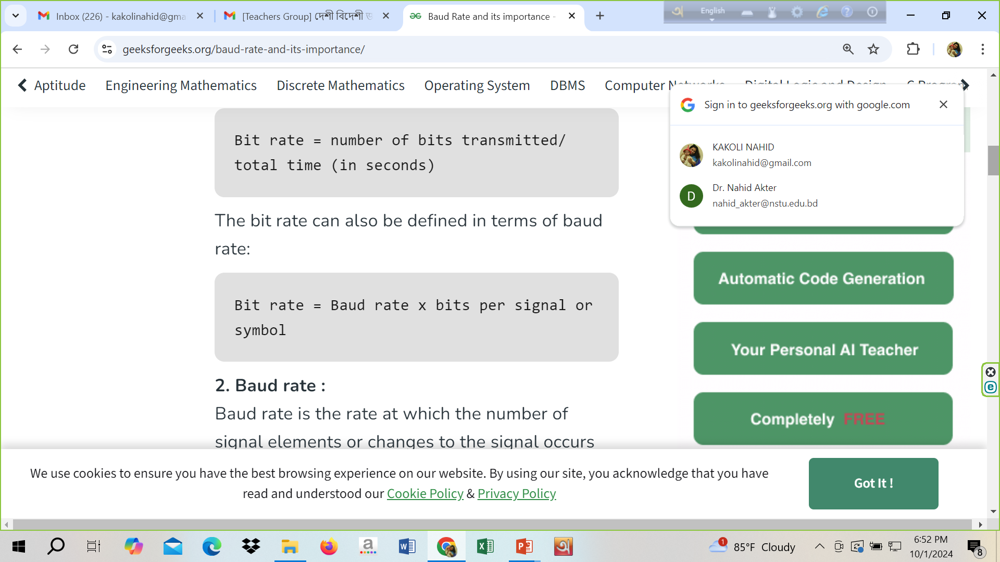 Inbox (226) - kakolinahid@gma
[Teachers Group] দেশী বিদেশী
Baud Rate and its importance -
English
geeksforgeeks.org/baud-rate-and-its-importance/
Aptitude Engineering Mathematics Discrete Mathematics Operating System DBMS Computer Networks Digital Logic and Design C Program
Sign in to geeksforgeeks.org with google.com
KAKOLI NAHID
kakolinahid@gmail.com
D
Dr. Nahid Akter
nahid_akter@nstu.edu.bd
Bit rate = number of bits transmitted/
total time (in seconds)
The bit rate can also be defined in terms of baud
rate:
Bit rate = Baud rate x bits per signal or
symbol
2. Baud rate :
Baud rate is the rate at which the number of
signal elements or changes to the signal occurs
Automatic Code Generation
Your Personal AI Teacher
Completely FREE
We use cookies to ensure you have the best browsing experience on our website. By using our site, you acknowledge that you have
read and understood our Cookie Policy & Privacy Policy
Got It !
1
85°F Cloudy
6:52 PM
10/1/2024
8